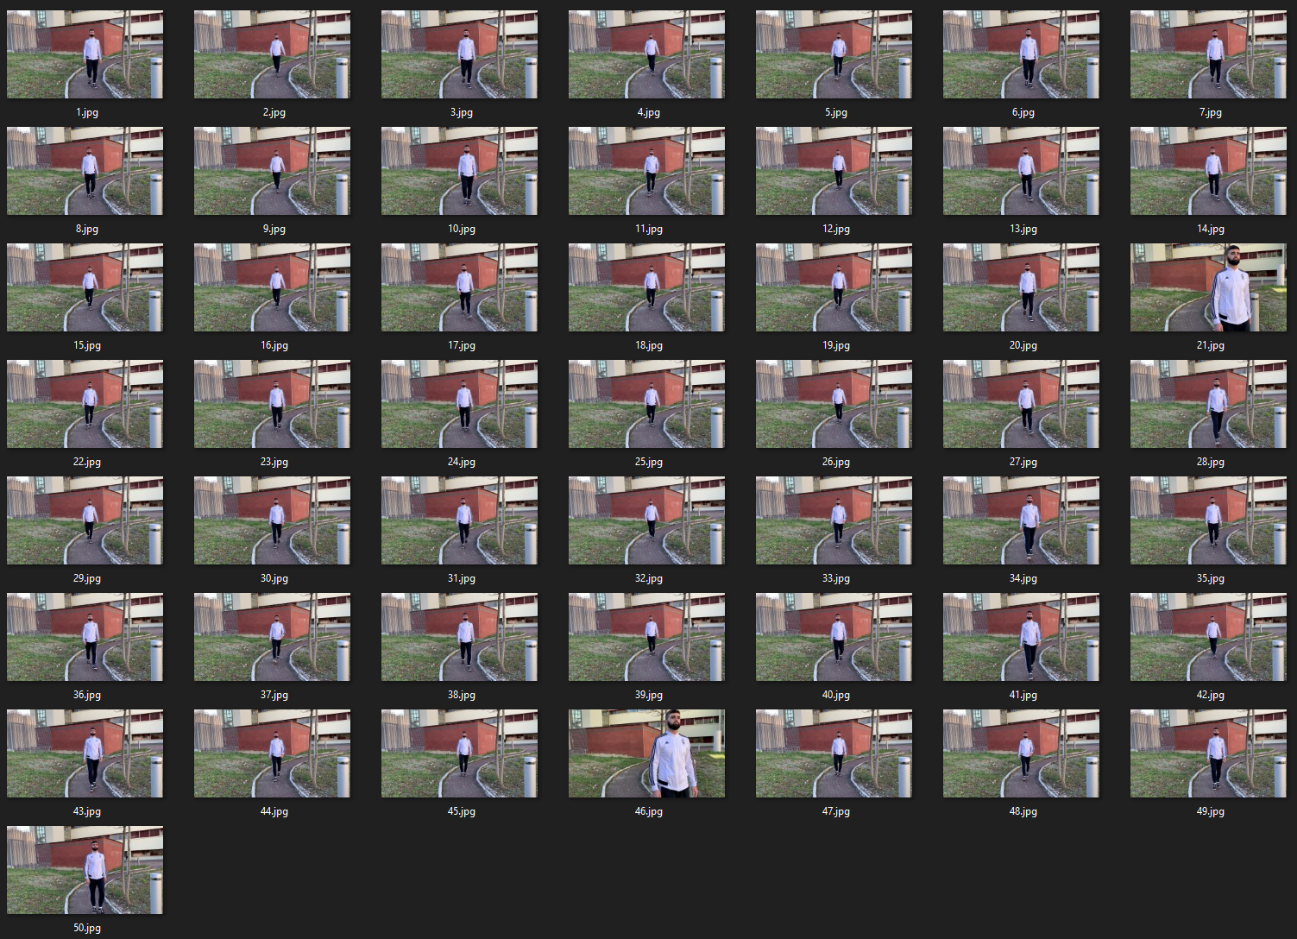 1.jpg 2.jpg 3.jpg 4.jpg 5.jpg 6.jpg 7.jpg
8.jpg 9.jpg 10.jpg 11.jpg 12.jpg 13.jpg 14.jpg
15.jpg 16.jpg 17.jpg 18.jpg 19.jpg 20.jpg 21.jpg
22.jpg 23.jpg 24.jpg 25.jpg 26.jpg 27.jpg 28.jpg
29.jpg 30.jpg 31.jpg 32.jpg 33.jpg 34.jpg 35.jpg
36.jpg 37.jpg 38.jpg 39.jpg 40.jpg 41.jpg 42.jpg
43.jpg 44.jpg 45.jpg 46.jpg 47.jpg 48.jpg 49.jpg
50.jpg